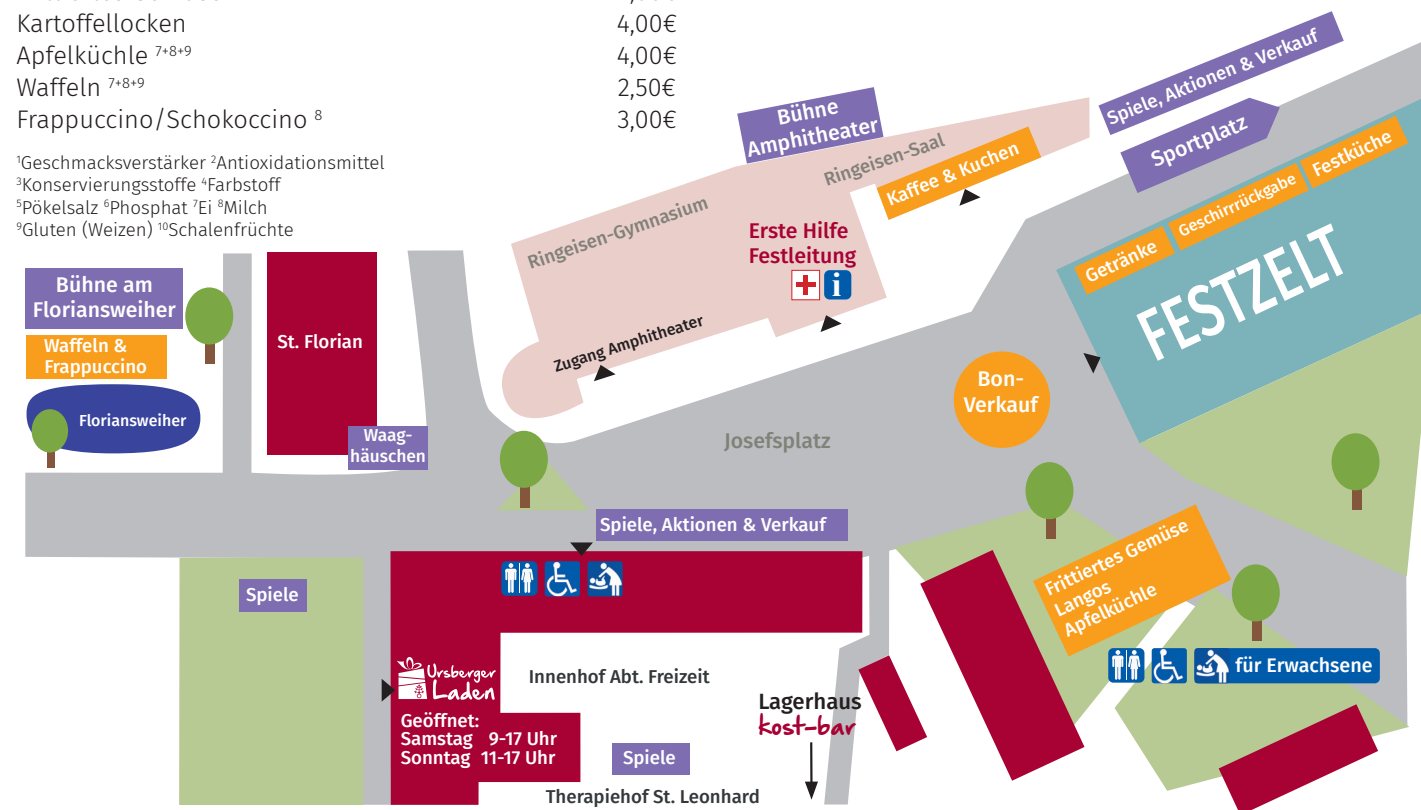 Kartoffellocken 4,00€
Apfelküchle 7+8+9 4,00€
Waffeln 7+8+9 2,50€
Frappuccino/Schokoccino 8 3,00€
1Geschmacksverstärker 2Antioxidationsmittel
3Konservierungsstoffe 4Farbstoff
5Pökelsalz 6Phosphat 7Ei 8Milch
9Gluten (Weizen) 10Schalenfrüchte
Bühne
Amphitheater
Spiele, Aktionen & Verkauf
Sportplatz
Ringeisen-Saal
Kaffee & Kuchen
Ringeisen-Gymnasium
Erste Hilfe
Festleitung
i
Zugang Amphitheater
Getränke
Geschirrrückgabe
Festküche
FESTZELT
Bühne am
Floriansweiher
Waffeln &
Frappuccino
Floriansweiher
St. Florian
Waag-
häuschen
Bon-
Verkauf
Josefsplatz
Spiele, Aktionen & Verkauf
Spiele
Frittiertes Gemüse
Langos
Apfelküchle
für Erwachsene
Ursberger
Laden
Geöffnet:
Samstag 9-17 Uhr
Sonntag 11-17 Uhr
Innenhof Abt. Freizeit
Lagerhaus
kost-bar
Spiele
Therapiehof St. Leonhard